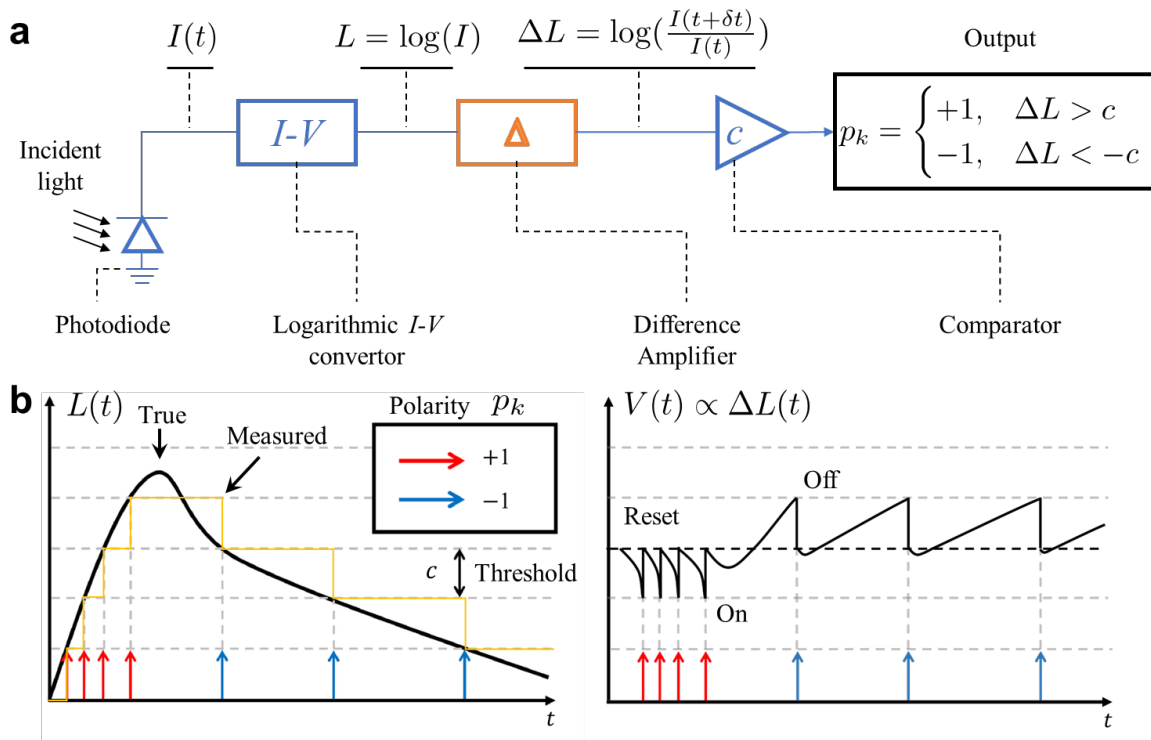 a
I(t)
L = log(I)
ΔL = log(I(t+δt)/I(t))
Output
Incident
light
I-V
Δ
c
p_k = { +1, ΔL > c
−1, ΔL < −c
Photodiode
Logarithmic I-V
convertor
Difference
Amplifier
Comparator
b
L(t)
True
Measured
Polarity p_k
+1
−1
c
Threshold
t
V(t) ∝ ΔL(t)
Off
Reset
On
t